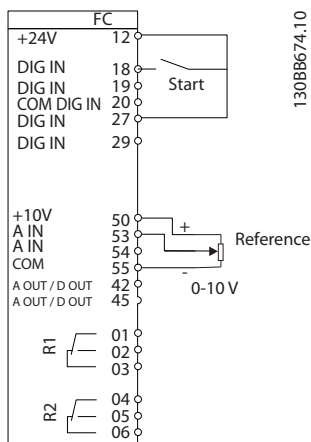 FC
+24V 12
DIG IN 18
DIG IN 19
COM DIG IN 20
DIG IN 27
DIG IN 29
Start
+10V 50
A IN 53
A IN 54
COM 55
A OUT / D OUT 42
A OUT / D OUT 45
+
Reference
-
0-10 V
R1
01
02
03
R2
04
05
06
130BB674.10